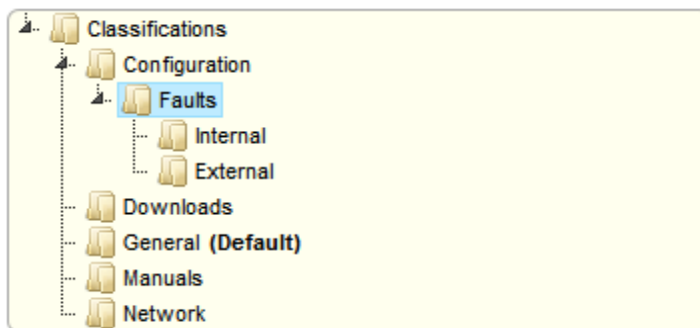 Classifications
Configuration
Faults
Internal
External
Downloads
General (Default)
Manuals
Network